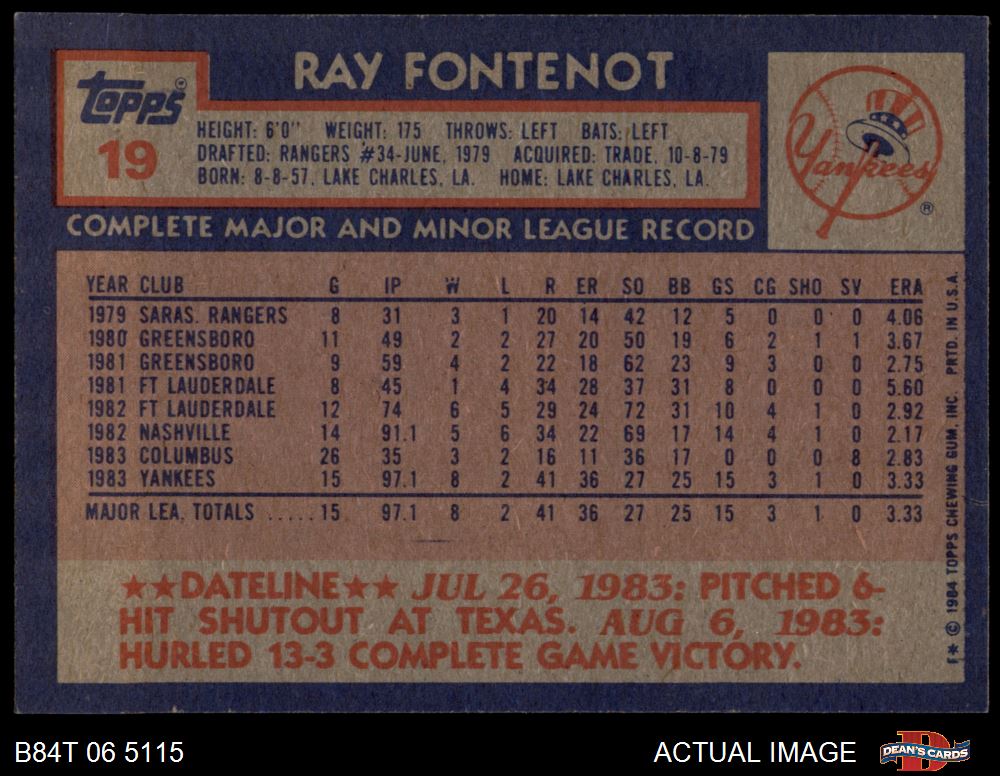 RAY FONTENOT
Topps
19
HEIGHT: 6'0" WEIGHT: 175 THROWS: LEFT BATS: LEFT
DRAFTED: RANGERS #34-JUNE, 1979 ACQUIRED: TRADE, 10-8-79
BORN: 8-8-57, LAKE CHARLES, LA. HOME: LAKE CHARLES, LA.
Yankees
®
COMPLETE MAJOR AND MINOR LEAGUE RECORD
YEAR CLUB G IP W L R ER SO BB GS CG SHO SV ERA
1979 SARAS. RANGERS 8 31 3 1 20 14 42 12 5 0 0 0 4.06
1980 GREENSBORO 11 49 2 2 27 20 50 19 6 2 1 1 3.67
1981 GREENSBORO 9 59 4 2 22 18 62 23 9 3 0 0 2.75
1981 FT LAUDERDALE 8 45 1 4 34 28 37 31 8 0 0 0 5.60
1982 FT LAUDERDALE 12 74 6 5 29 24 72 31 10 4 1 0 2.92
1982 NASHVILLE 14 91.1 5 6 34 22 69 17 14 4 1 0 2.17
1983 COLUMBUS 26 35 3 2 16 11 36 17 0 0 0 8 2.83
1983 YANKEES 15 97.1 8 2 41 36 27 25 15 3 1 0 3.33
MAJOR LEA. TOTALS .....15 97.1 8 2 41 36 27 25 15 3 1 0 3.33
★★DATELINE★★ JUL 26, 1983: PITCHED 6-
HIT SHUTOUT AT TEXAS. AUG 6, 1983:
HURLED 13-3 COMPLETE GAME VICTORY.
F* © 1984 TOPPS CHEWING GUM, INC. PRTD. IN U.S.A.
B84T 06 5115
ACTUAL IMAGE
D
DEAN'S CARDS